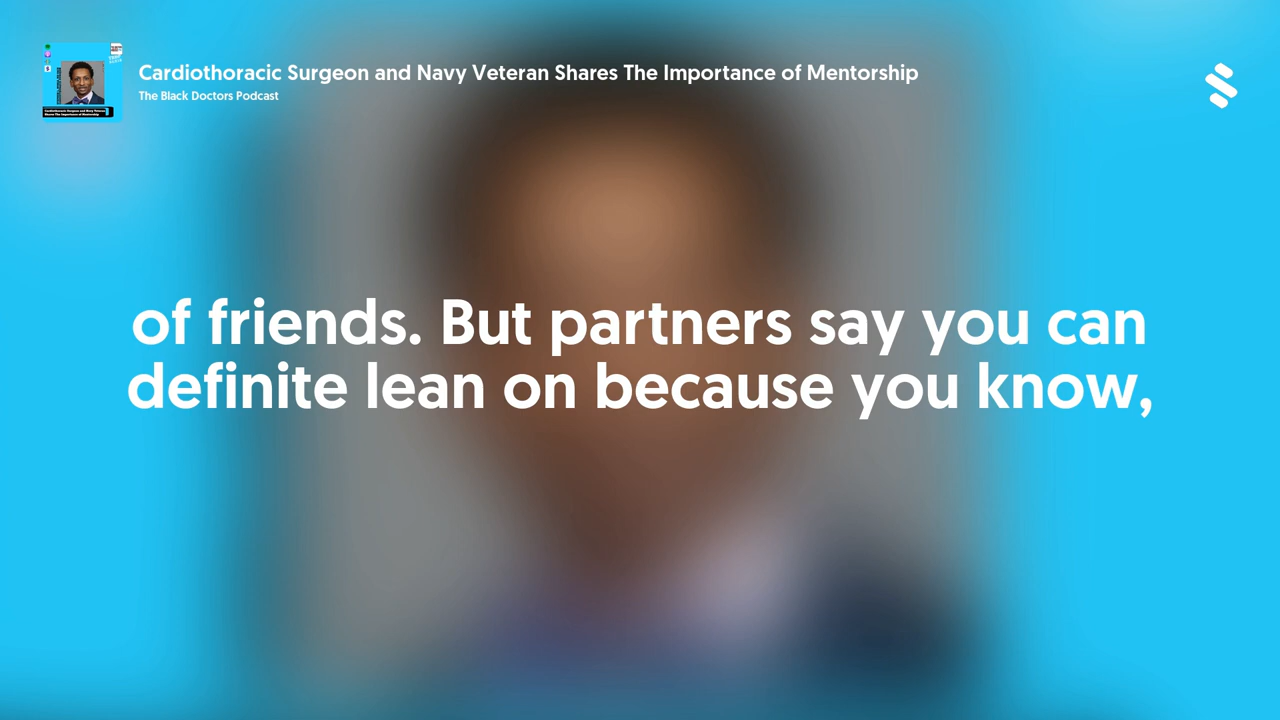 Cardiothoracic Surgeon and Navy Veteran Shares The Importance of Mentorship
The Black Doctors Podcast
of friends. But partners say you can
definite lean on because you know,